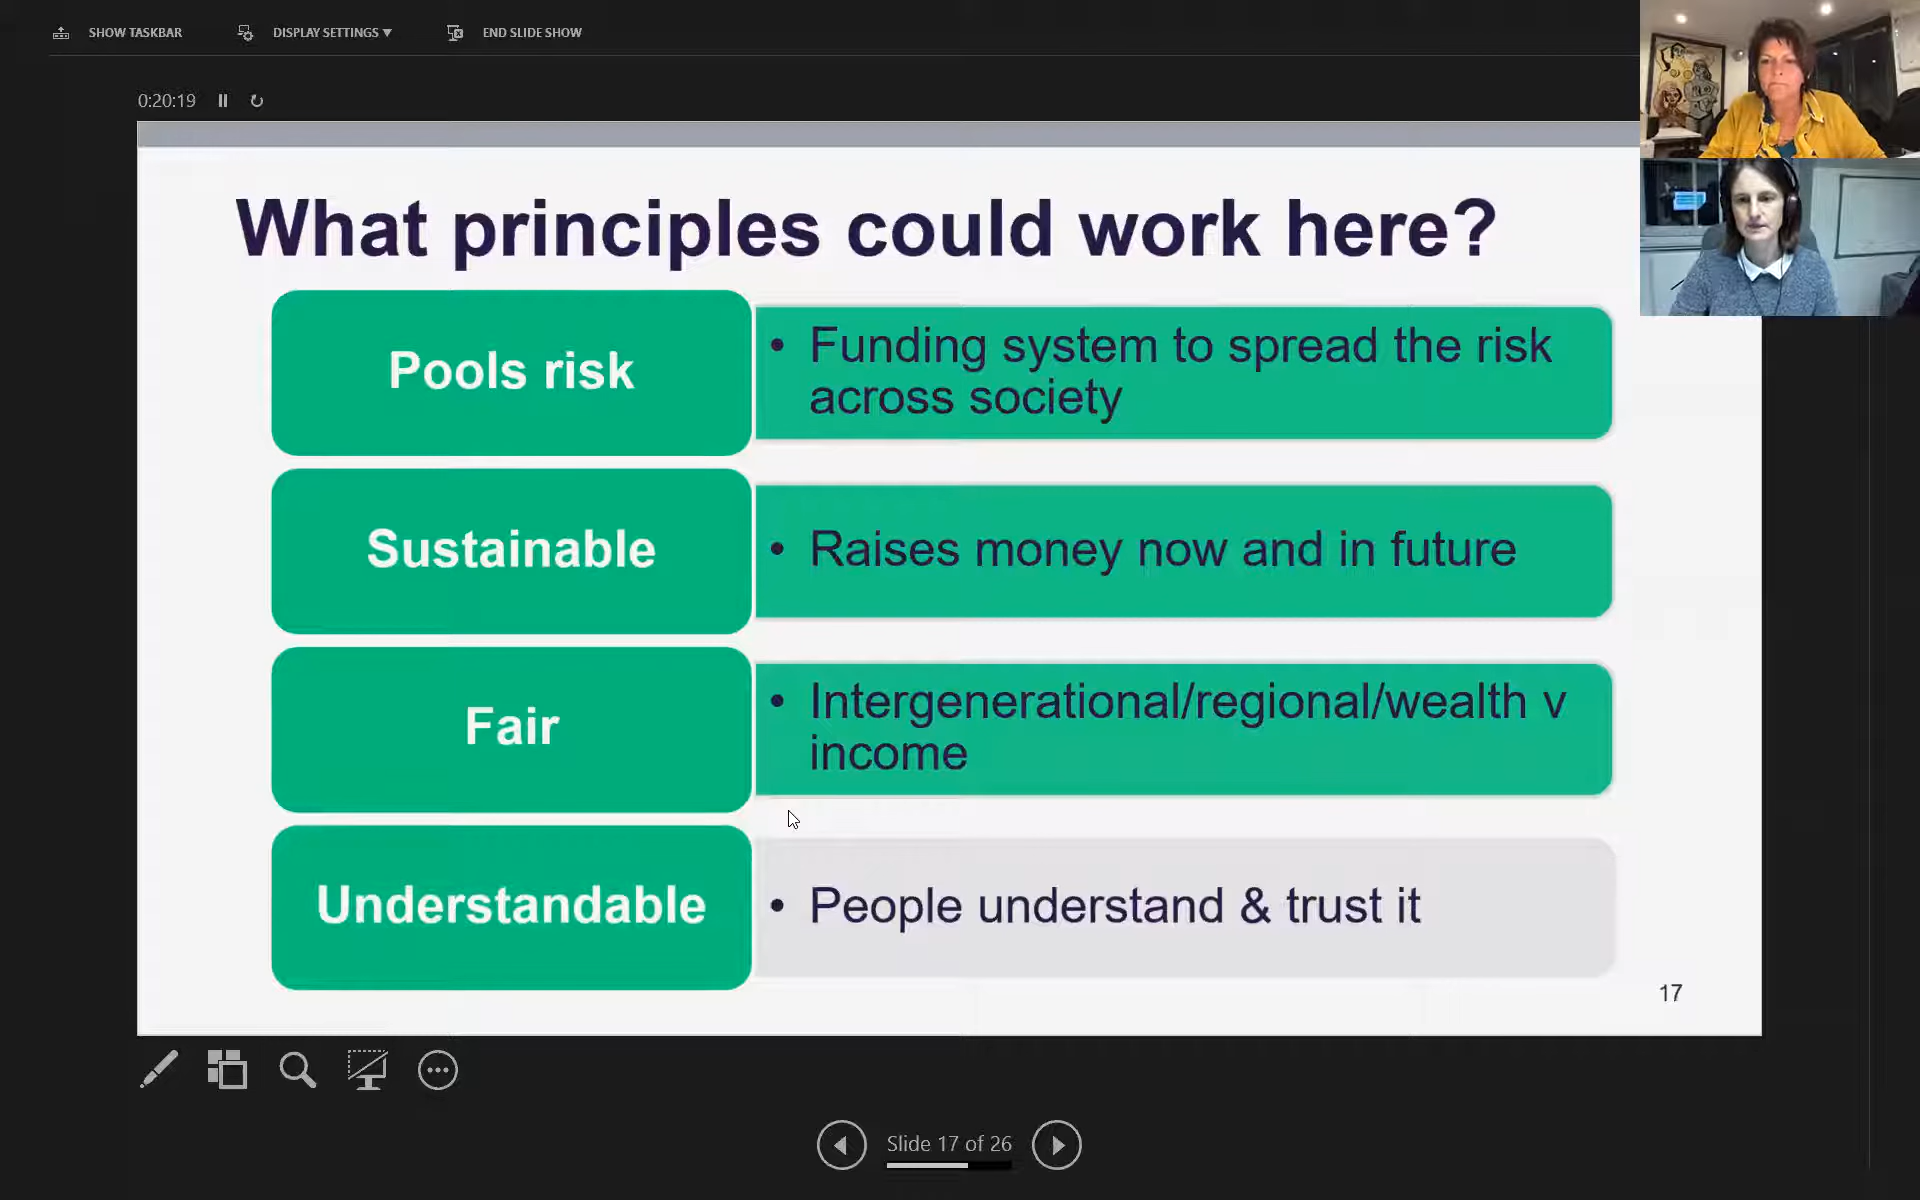 SHOW TASKBAR
DISPLAY SETTINGS ▼
END SLIDE SHOW
0:20:19
What principles could work here?
Pools risk
• Funding system to spread the risk
across society
Sustainable
• Raises money now and in future
Fair
• Intergenerational/regional/wealth v
income
Understandable
• People understand & trust it
17
Slide 17 of 26